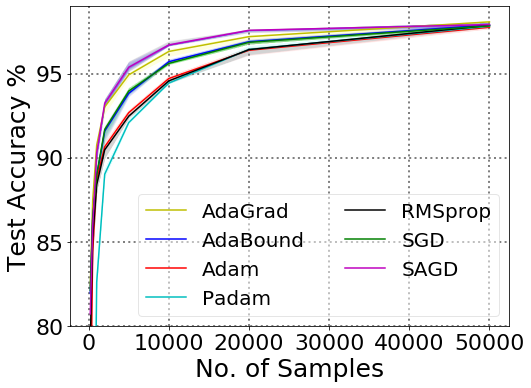 Test Accuracy %
95
90
85
80
AdaGrad
AdaBound
Adam
Padam
RMSprop
SGD
SAGD
0 10000 20000 30000 40000 50000
No. of Samples